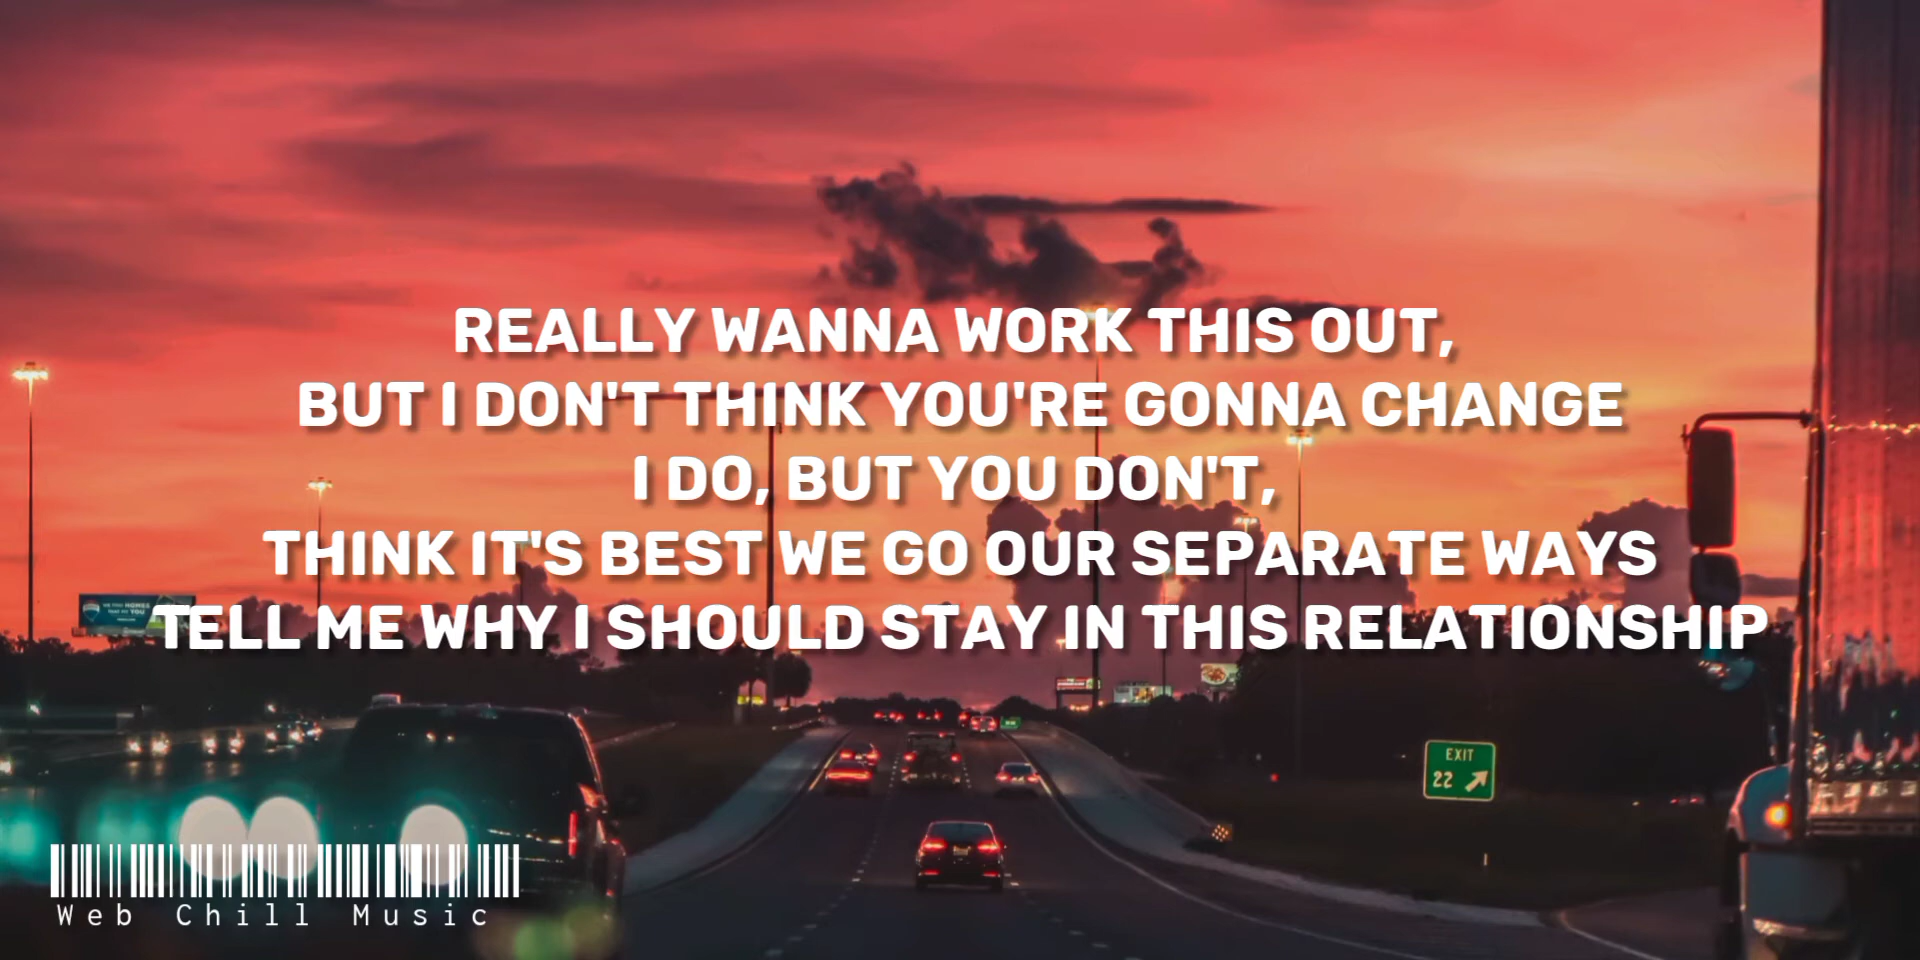 REALLY WANNA WORK THIS OUT,
BUT I DON'T THINK YOU'RE GONNA CHANGE
I DO, BUT YOU DON'T,
THINK IT'S BEST WE GO OUR SEPARATE WAYS
TELL ME WHY I SHOULD STAY IN THIS RELATIONSHIP
EXIT
22
Web Chill Music